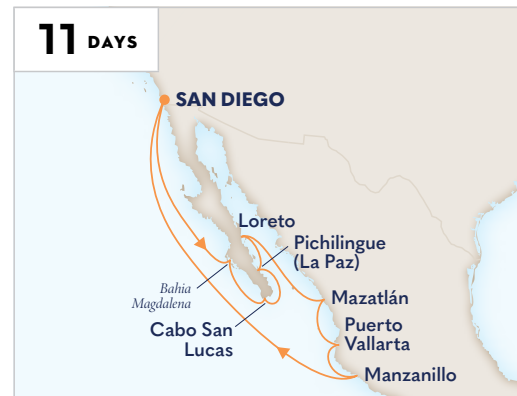 11 DAYS
SAN DIEGO
Loreto
Pichilingue
(La Paz)
Bahia
Magdalena
Mazatlán
Cabo San
Lucas
Puerto
Vallarta
Manzanillo